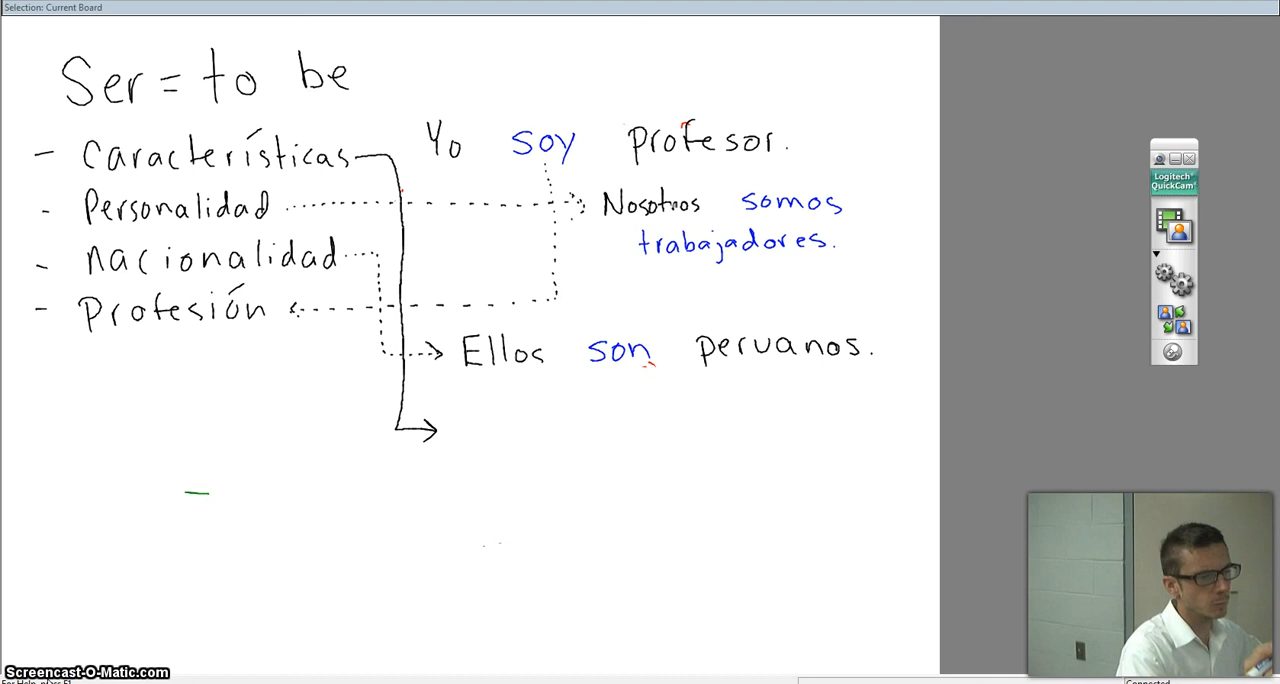 Selection: Current Board
Ser = to be
- Características
- Personalidad
- nacionalidad
- Profesión
Yo soy profesor.
Nosotros somos
trabajadores.
Ellos son peruanos.
Logitech®
QuickCam®
Screencast-O-Matic.com
Connected